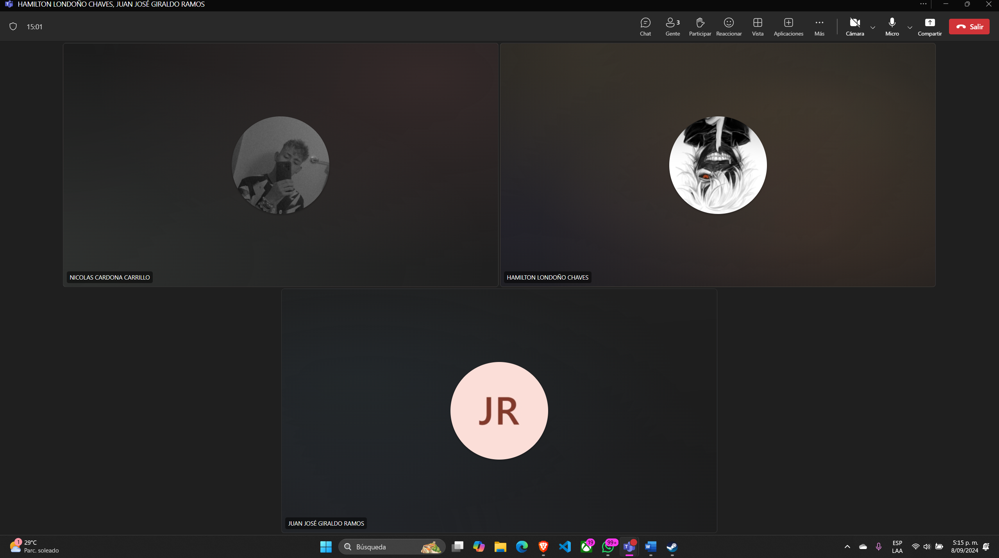 HAMILTON LONDOÑO CHAVES, JUAN JOSÉ GIRALDO RAMOS
15:01
3
Chat
Gente
Participar
Reaccionar
Vista
Aplicaciones
Más
Cámara
Micro
Compartir
Salir
NICOLAS CARDONA CARRILLO
HAMILTON LONDOÑO CHAVES
JR
JUAN JOSÉ GIRALDO RAMOS
1
29°C
Parc. soleado
Búsqueda
19
99+
ESP
LAA
5:15 p. m.
8/09/2024